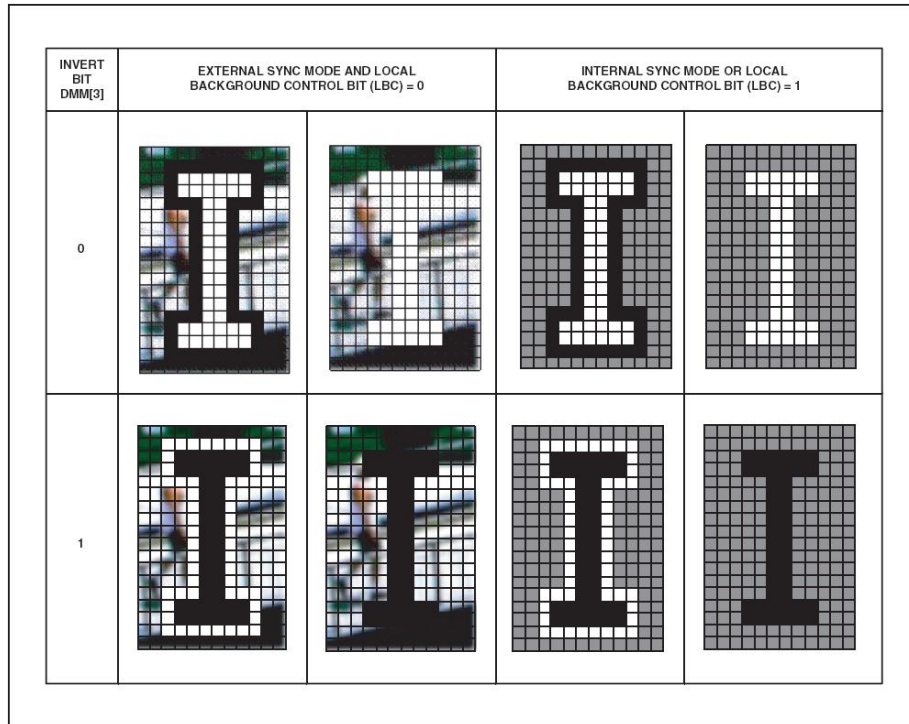 INVERT
BIT
DMM[3]
EXTERNAL SYNC MODE AND LOCAL
BACKGROUND CONTROL BIT (LBC) = 0
INTERNAL SYNC MODE OR LOCAL
BACKGROUND CONTROL BIT (LBC) = 1
0
I
I
I
I
1
I
I
I
I